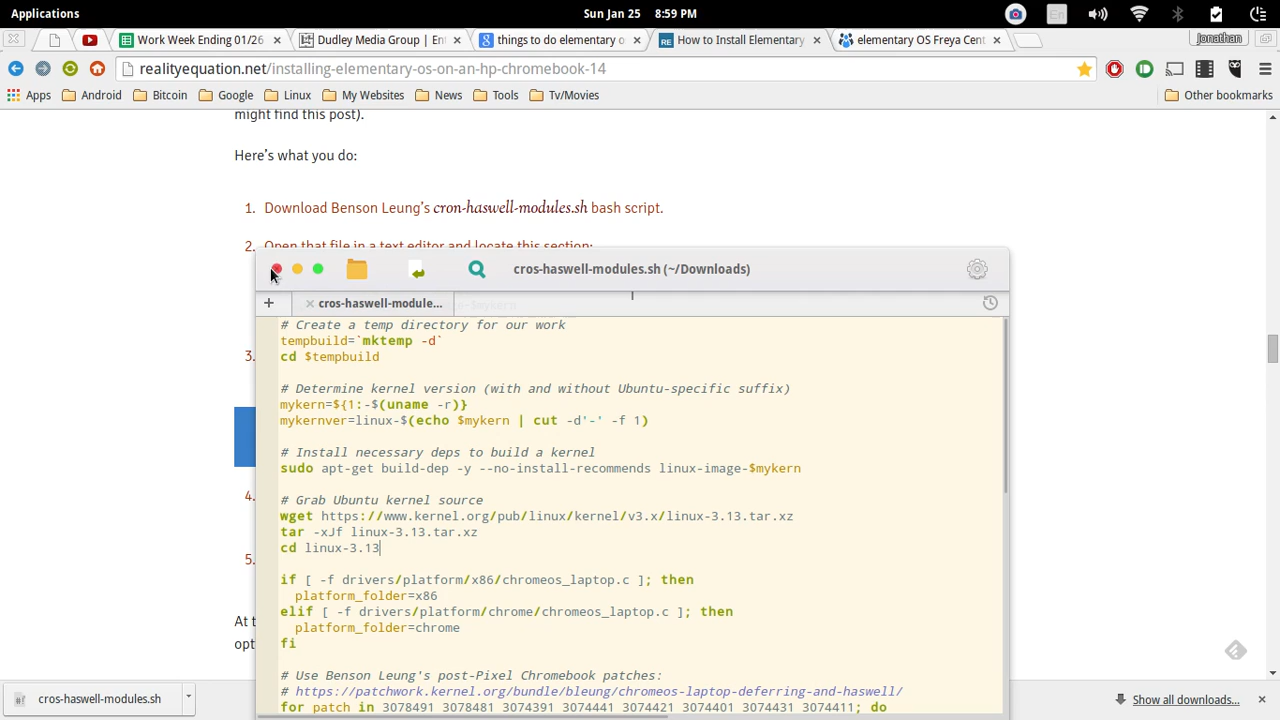 Applications
Sun Jan 25 8:59 PM
En
Work Week Ending 01/26
Dudley Media Group | Ent
things to do elementary o
RE How to Install Elementary
elementary OS Freya Cent
Jonathan
realityequation.net/installing-elementary-os-on-an-hp-chromebook-14
Apps Android Bitcoin Google Linux My Websites News Tools Tv/Movies Other bookmarks
might find this post).
Here's what you do:
1. Download Benson Leung's cron-haswell-modules.sh bash script.
2. Open that file in a text editor and locate this section:
cros-haswell-modules.sh (~/Downloads)
cros-haswell-module...
# Create a temp directory for our work
tempbuild=`mktemp -d`
cd $tempbuild
3.
# Determine kernel version (with and without Ubuntu-specific suffix)
mykern=${1:-$(uname -r)}
mykernver=linux-$(echo $mykern | cut -d'-' -f 1)
# Install necessary deps to build a kernel
sudo apt-get build-dep -y --no-install-recommends linux-image-$mykern
4.
# Grab Ubuntu kernel source
wget https://www.kernel.org/pub/linux/kernel/v3.x/linux-3.13.tar.xz
tar -xJf linux-3.13.tar.xz
cd linux-3.13
5.
if [ -f drivers/platform/x86/chromeos_laptop.c ]; then
platform_folder=x86
elif [ -f drivers/platform/chrome/chromeos_laptop.c ]; then
platform_folder=chrome
fi
At t
opt
# Use Benson Leung's post-Pixel Chromebook patches:
# https://patchwork.kernel.org/bundle/bleung/chromeos-laptop-deferring-and-haswell/
for patch in 3078491 3078481 3074391 3074441 3074421 3074401 3074431 3074411; do
cros-haswell-modules.sh
Show all downloads...